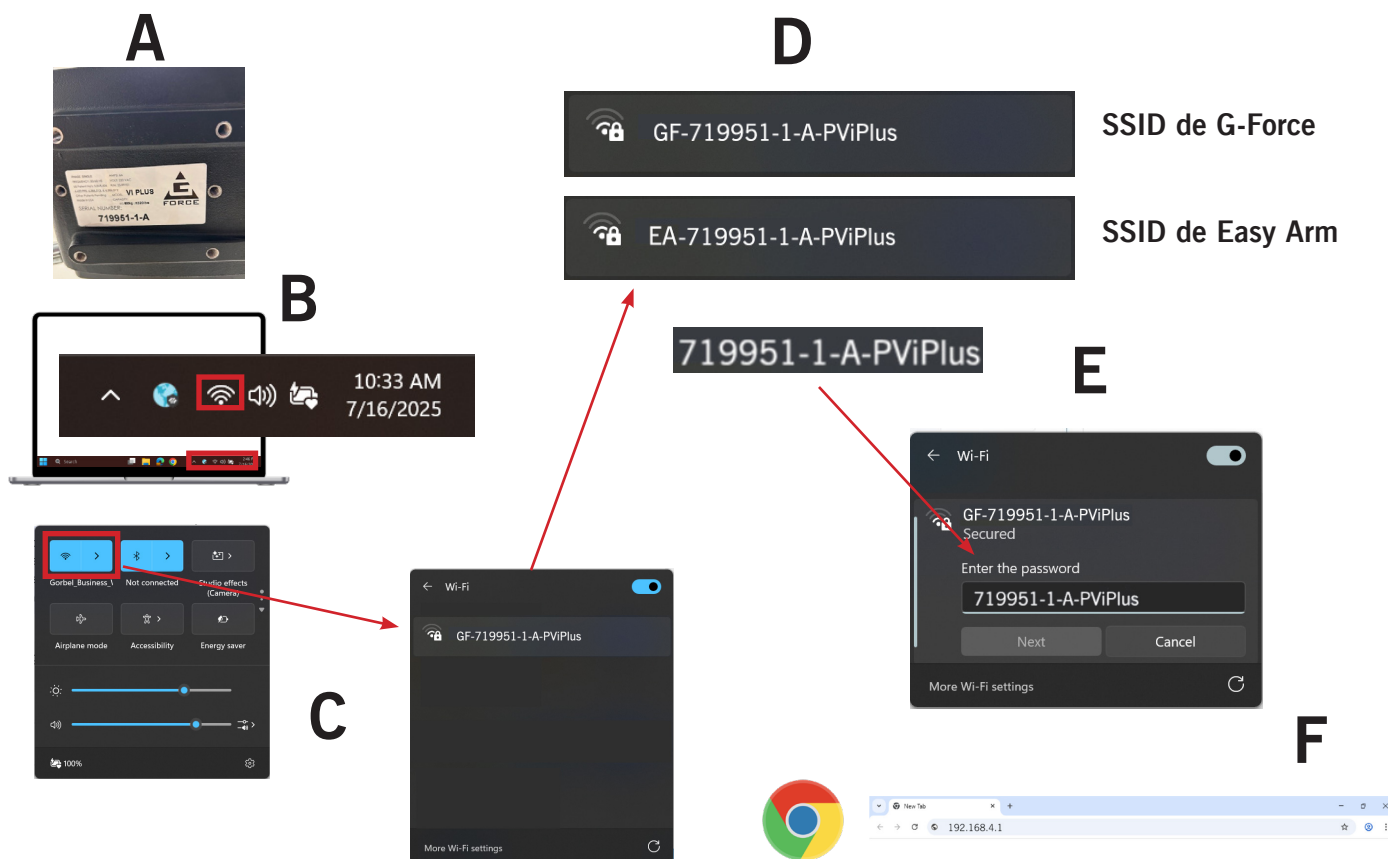 A
VI PLUS
FORCE
SERIAL NUMBER:
719951-1-A
B
10:33 AM
7/16/2025
Search
C
Gorbel_Business_\
Not connected
Studio effects
(Camera)
Airplane mode
Accessibility
Energy saver
100%
Wi-Fi
GF-719951-1-A-PViPlus
More Wi-Fi settings
D
GF-719951-1-A-PViPlus
SSID de G-Force
EA-719951-1-A-PViPlus
SSID de Easy Arm
719951-1-A-PViPlus
E
Wi-Fi
GF-719951-1-A-PViPlus
Secured
Enter the password
719951-1-A-PViPlus
Next
Cancel
More Wi-Fi settings
F
New Tab
192.168.4.1